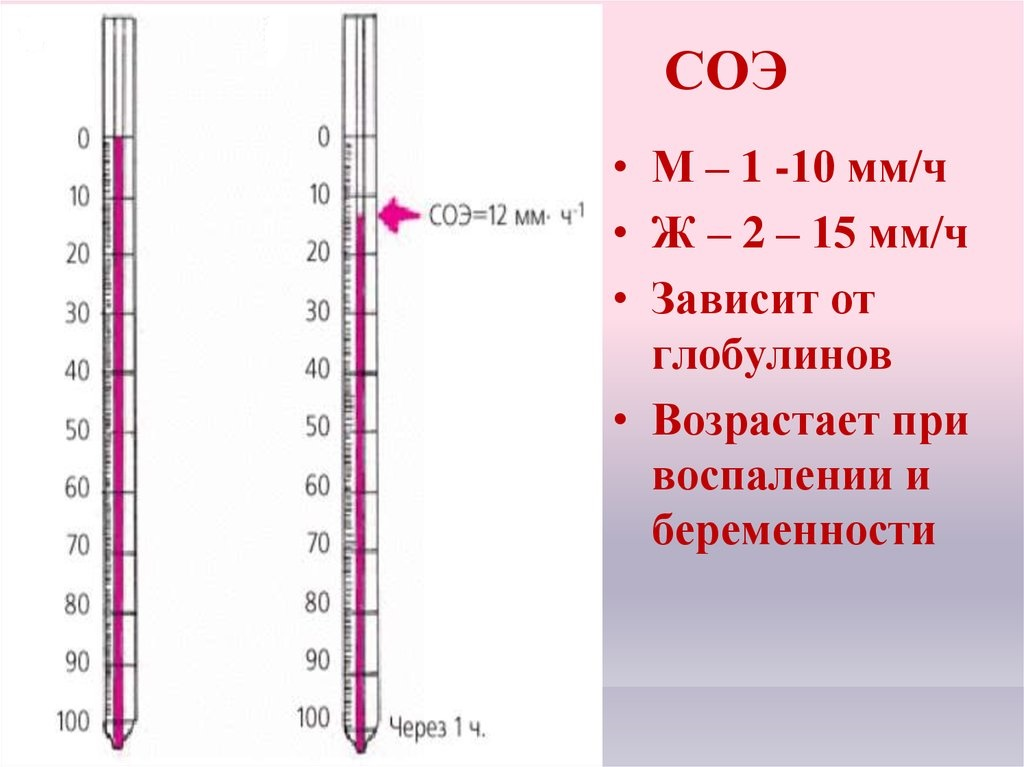 СОЭ
• М – 1 -10 мм/ч
• Ж – 2 – 15 мм/ч
• Зависит от
глобулинов
• Возрастает при
воспалении и
беременности
0
10
20
30
40
50
60
70
80
90
100
0
10
СОЭ=12 мм· ч-1
20
30
40
50
60
70
80
90
100
Через 1 ч.